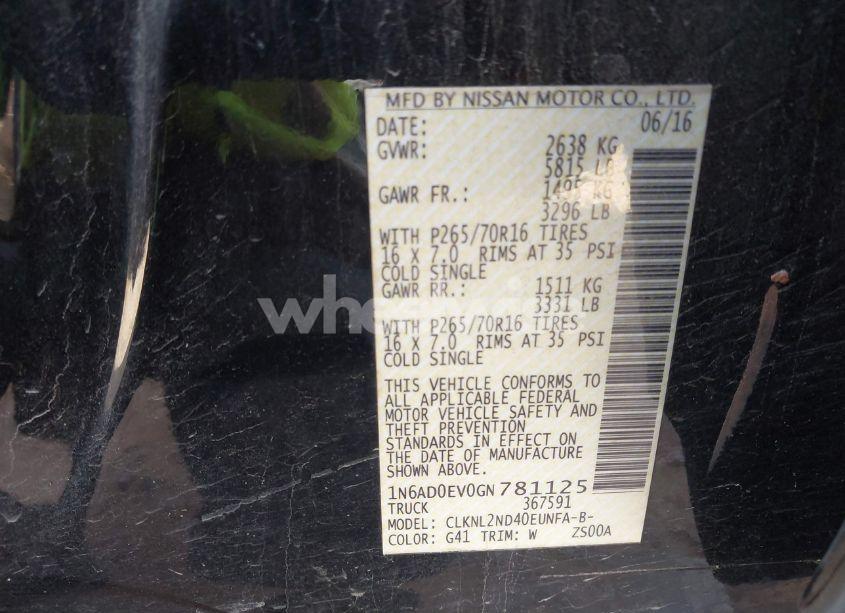 MFD BY NISSAN MOTOR CO., LTD.
DATE: 06/16
GVWR: 2638 KG
5815 LB
GAWR FR.: 1495 KG
3296 LB
WITH P265/70R16 TIRES
16 X 7.0 RIMS AT 35 PSI
COLD SINGLE
GAWR RR.: 1511 KG
3331 LB
WITH P265/70R16 TIRES
16 X 7.0 RIMS AT 35 PSI
COLD SINGLE
THIS VEHICLE CONFORMS TO
ALL APPLICABLE FEDERAL
MOTOR VEHICLE SAFETY AND
THEFT PREVENTION
STANDARDS IN EFFECT ON
THE DATE OF MANUFACTURE
SHOWN ABOVE.
1N6AD0EV0GN781125
TRUCK 367591
MODEL: CLKNL2ND40EUNFA-B-
COLOR: G41 TRIM: W ZS00A